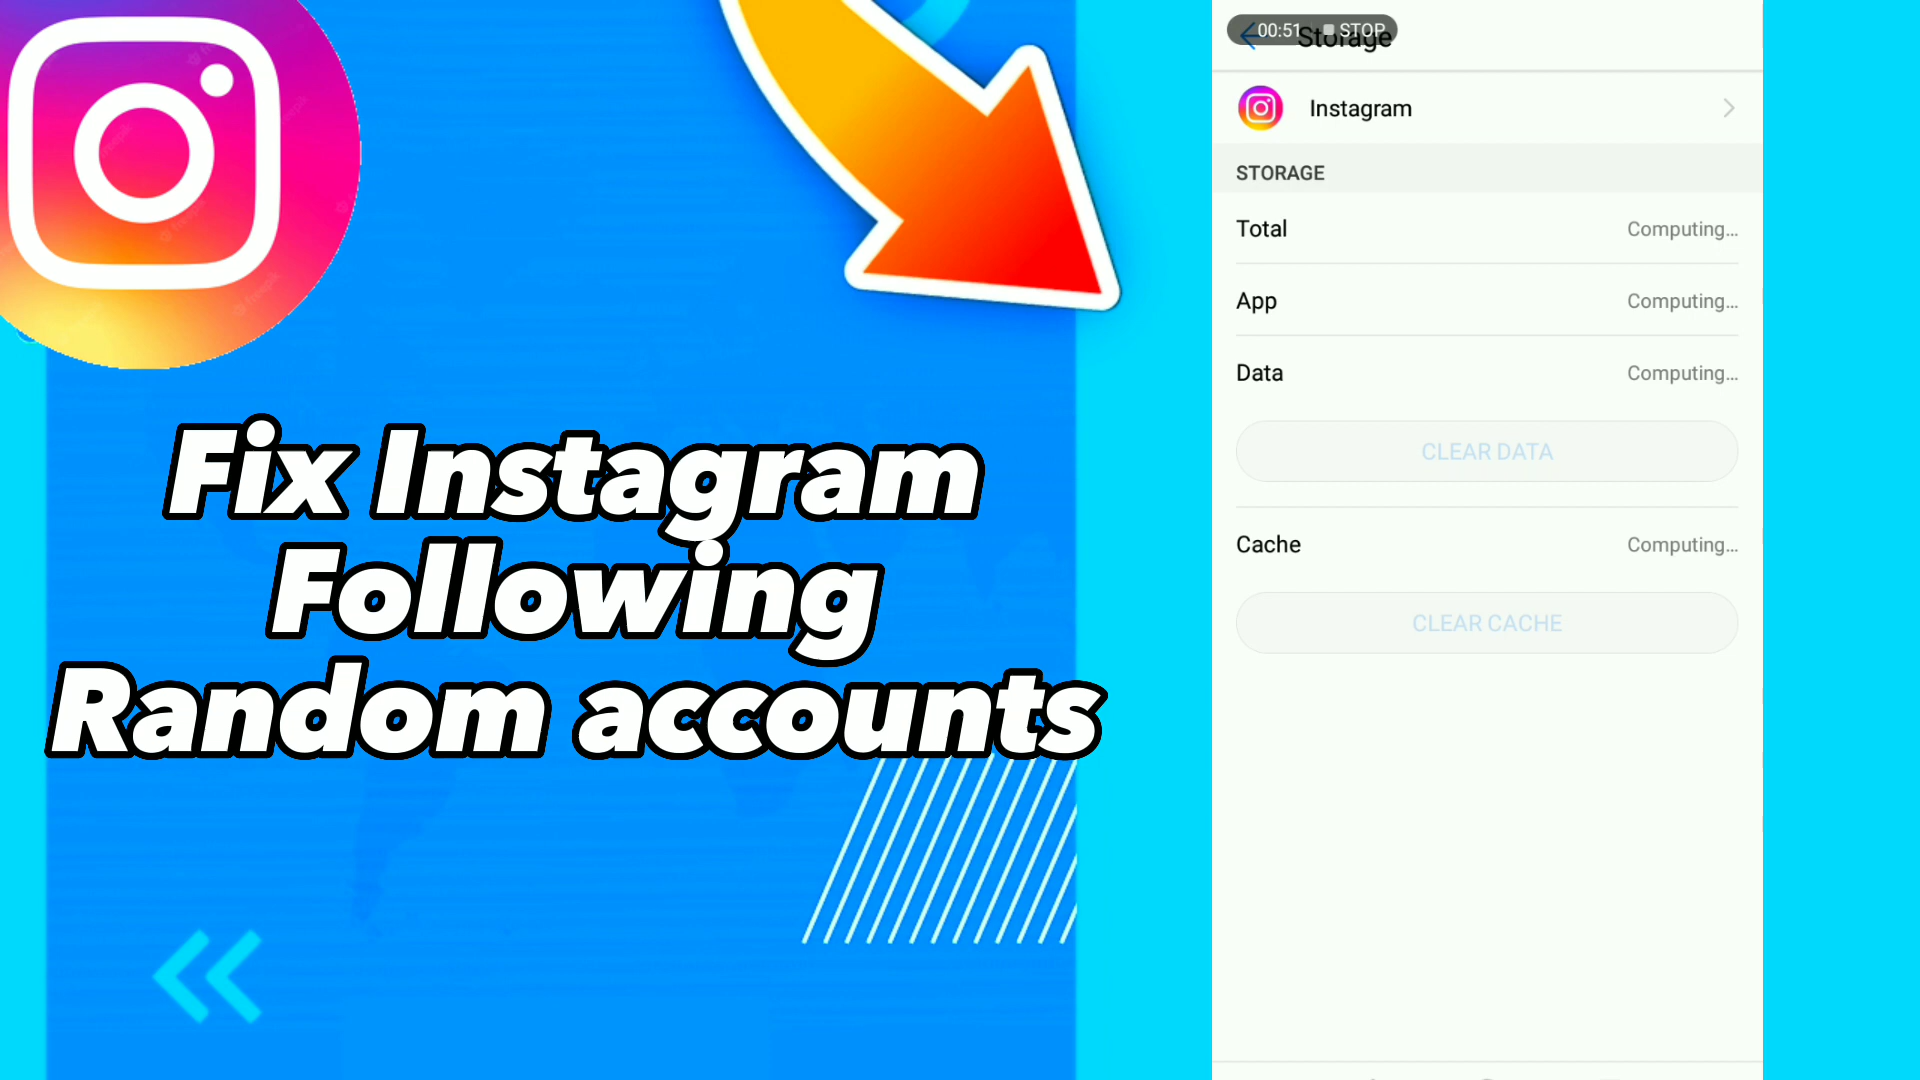 Fix Instagram
Following
Random accounts
00:51 STOP
Storage
Instagram
STORAGE
Total Computing...
App Computing...
Data Computing...
CLEAR DATA
Cache Computing...
CLEAR CACHE